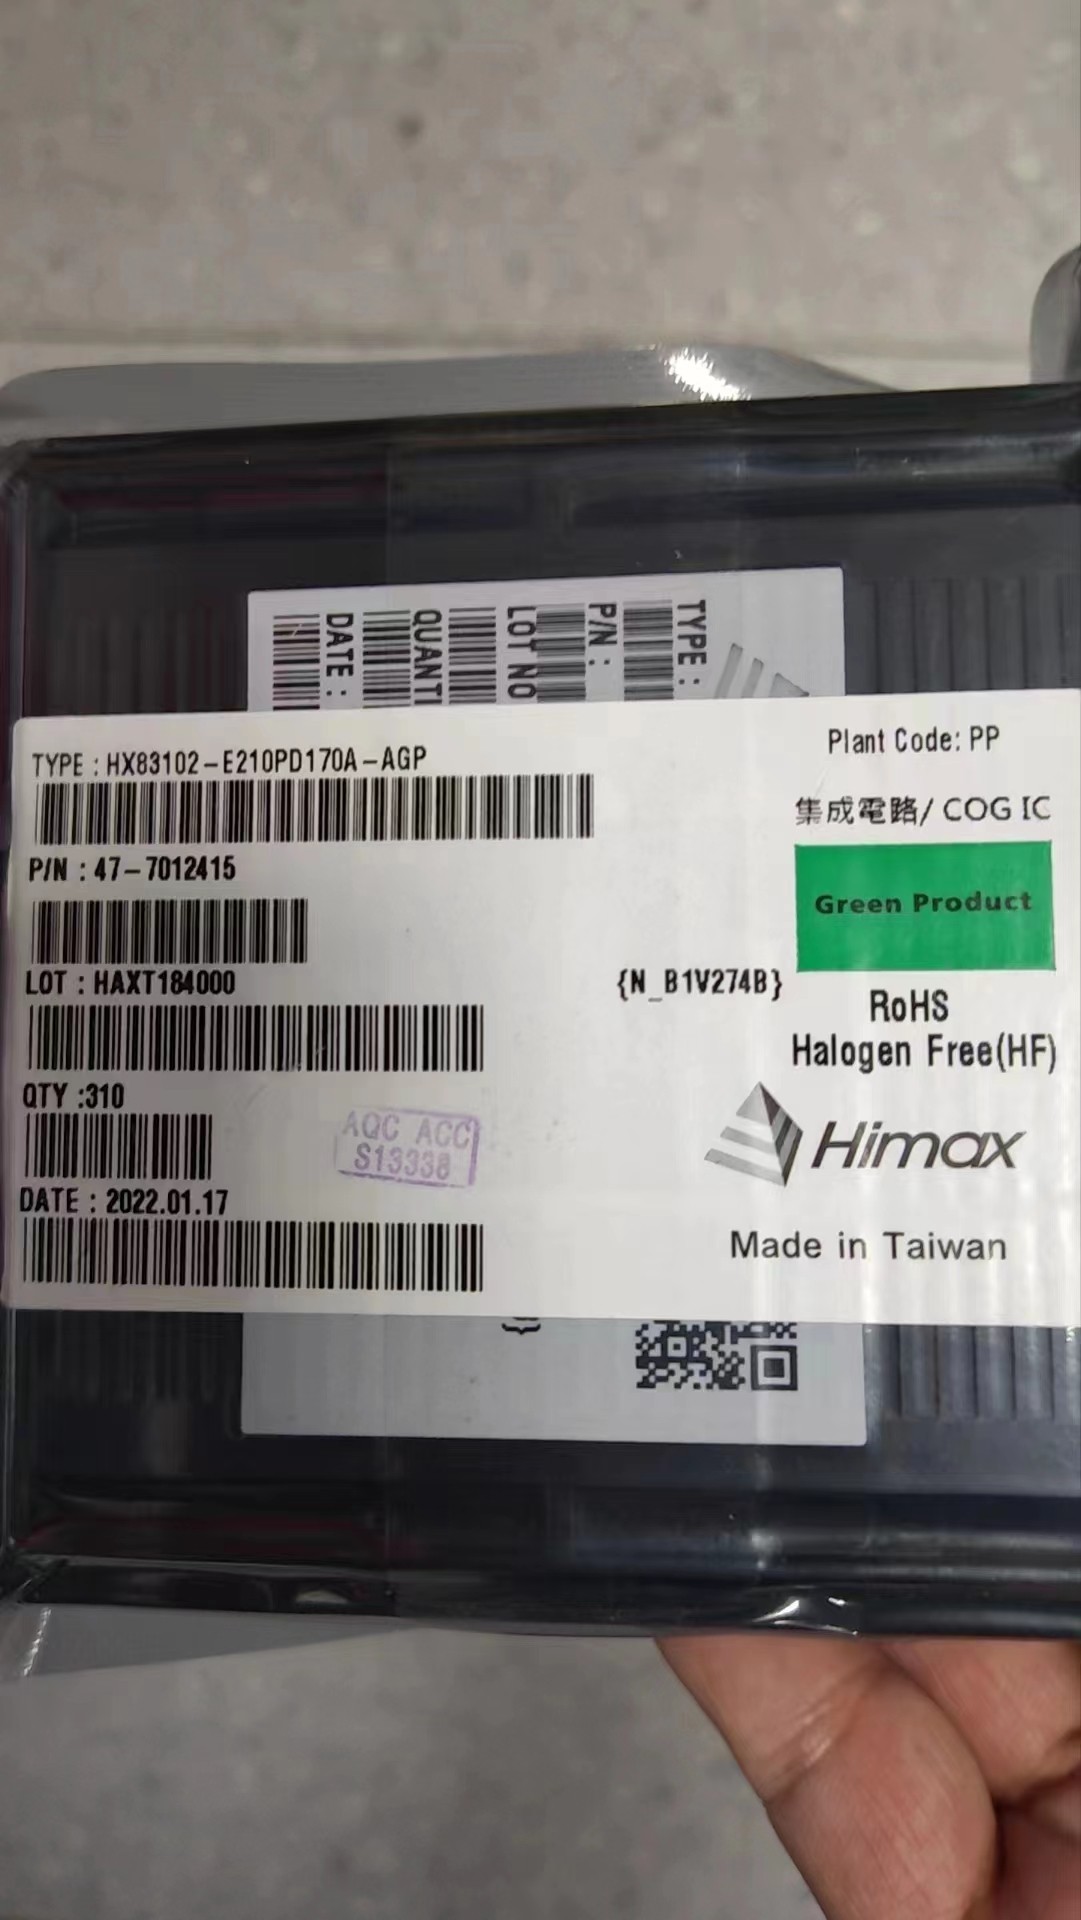 TYPE :
P/N :
LOT NO
QUANTI
DATE :
TYPE : HX83102-E210PD170A-AGP
Plant Code: PP
集成電路/ COG IC
P/N : 47-7012415
Green Product
LOT : HAXT184000
{N_B1V274B}
RoHS
Halogen Free(HF)
QTY :310
AQC ACC
S13338
Himax
DATE : 2022.01.17
Made in Taiwan